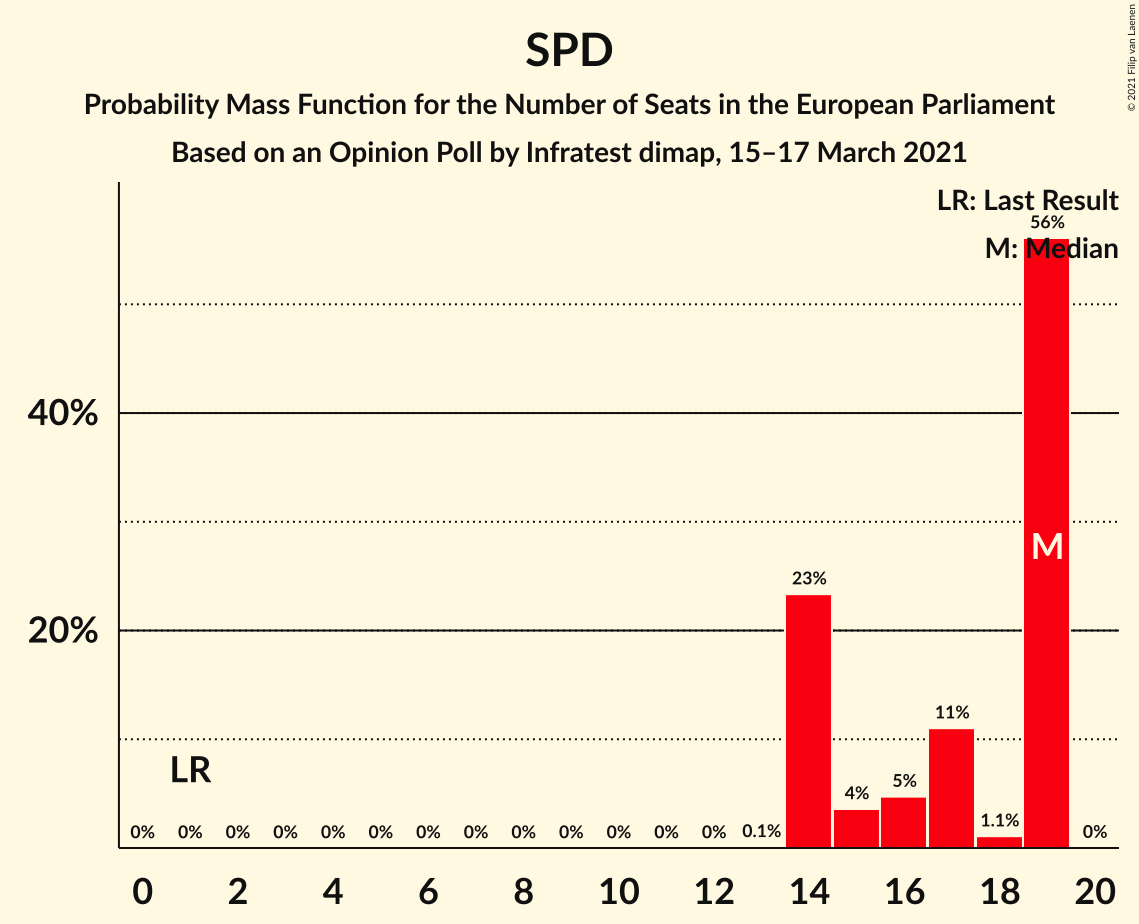 SPD
Probability Mass Function for the Number of Seats in the European Parliament
Based on an Opinion Poll by Infratest dimap, 15–17 March 2021
© 2021 Filip van Laenen
LR: Last Result
56%
M: Median
40%
M
23%
20%
11%
LR
5%
4%
1.1%
0% 0% 0% 0% 0% 0% 0% 0% 0% 0% 0% 0% 0% 0.1% 0%
0 2 4 6 8 10 12 14 16 18 20